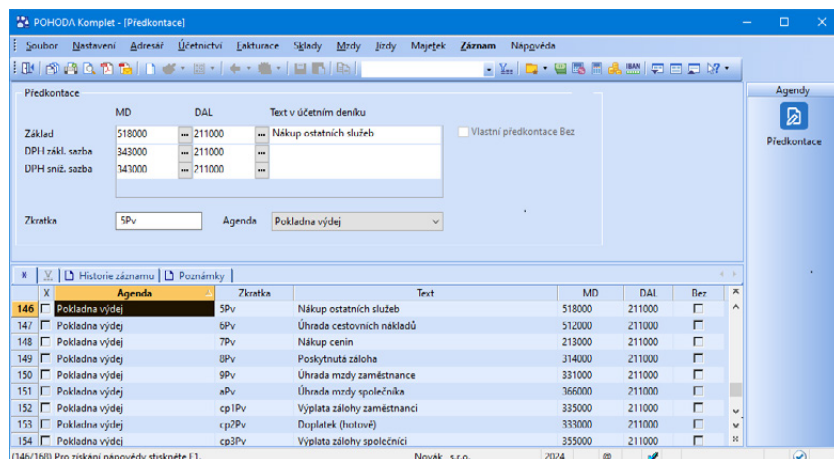 POHODA Komplet - [Předkontace]
Soubor Nastavení Adresář Účetnictví Fakturace Sklady Mzdy Jízdy Majetek Záznam Nápověda
Předkontace
MD DAL Text v účetním deníku
Základ 518000 ... 211000 ... Nákup ostatních služeb Vlastní předkontace Bez
DPH zákl. sazba 343000 ... 211000 ...
DPH sníž. sazba 343000 ... 211000 ...
Zkratka 5Pv Agenda Pokladna výdej
Historie záznamu Poznámky
X Agenda Zkratka Text MD DAL Bez
146 Pokladna výdej 5Pv Nákup ostatních služeb 518000 211000
147 Pokladna výdej 6Pv Úhrada cestovních nákladů 512000 211000
148 Pokladna výdej 7Pv Nákup cenin 213000 211000
149 Pokladna výdej 8Pv Poskytnutá záloha 314000 211000
150 Pokladna výdej 9Pv Úhrada mzdy zaměstnance 331000 211000
151 Pokladna výdej aPv Úhrada mzdy společníka 366000 211000
152 Pokladna výdej cp1Pv Výplata zálohy zaměstnanci 335000 211000
153 Pokladna výdej cp2Pv Doplatek (hotově) 333000 211000
154 Pokladna výdej cp3Pv Výplata zálohy společníci 355000 211000
(146/168) Pro získání nápovědy stiskněte F1. Novák s.r.o. 2024 @
Agendy
Předkontace